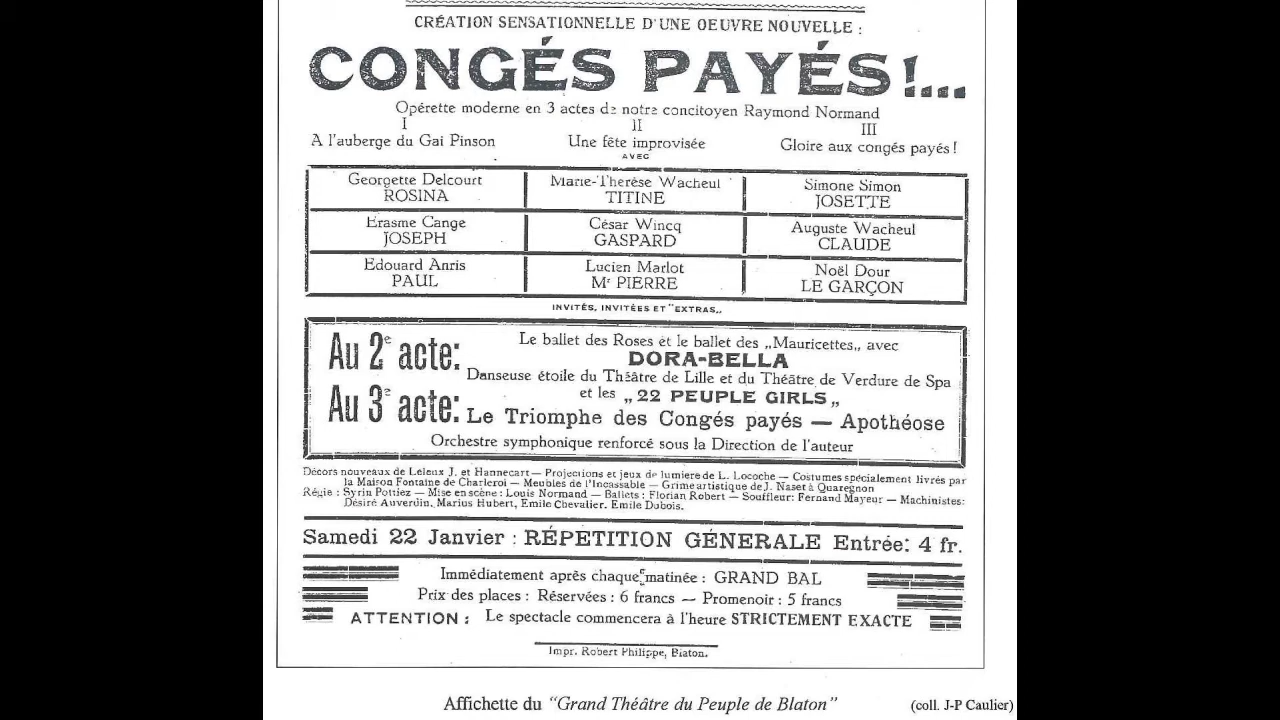 CRÉATION SENSATIONNELLE D'UNE OEUVRE NOUVELLE :
CONGÉS PAYÉS !...
Opérette moderne en 3 actes de notre concitoyen Raymond Normand
I II III
A l'auberge du Gai Pinson Une fête improvisée Gloire aux congés payés !
AVEC
Georgette Delcourt Marie-Therèse Wacheul Simone Simon
ROSINA TITINE JOSETTE
Erasme Cange César Wincq Auguste Wacheul
JOSEPH GASPARD CLAUDE
Edouard Anris Lucien Marlot Noël Dour
PAUL Mr PIERRE LE GARÇON
INVITÉS, INVITÉES ET "EXTRAS„
Au 2e acte: Le ballet des Roses et le ballet des „Mauricettes„ avec
DORA-BELLA
Danseuse étoile du Théâtre de Lille et du Théâtre de Verdure de Spa
et les „22 PEUPLE GIRLS„
Au 3e acte: Le Triomphe des Congés payés — Apothéose
Orchestre symphonique renforcé sous la Direction de l'auteur
Décors nouveaux de Leleux J. et Hannecart — Projections et jeux de lumiere de L. Locoche — Costumes spécialement livrés par
la Maison Fontaine de Charleroi — Meubles de l'Incassable — Grime artistique de J. Naset à Quaregnon
Régie : Syrin Pottiez — Mise en scène : Louis Normand — Ballets : Florian Robert — Souffleur: Fernand Mayeur — Machinistes:
Désiré Auverdin, Marius Hubert, Emile Chevalier. Emile Dubois.
Samedi 22 Janvier : RÉPETITION GÉNERALE Entrée: 4 fr.
Immédiatement après chaque matinée : GRAND BAL
Prix des places : Réservées : 6 francs — Promenoir : 5 francs
ATTENTION : Le spectacle commencera à l'heure STRICTEMENT EXACTE
Impr. Robert Philippe, Blaton.
Affichette du "Grand Théâtre du Peuple de Blaton" (coll. J-P Caulier)